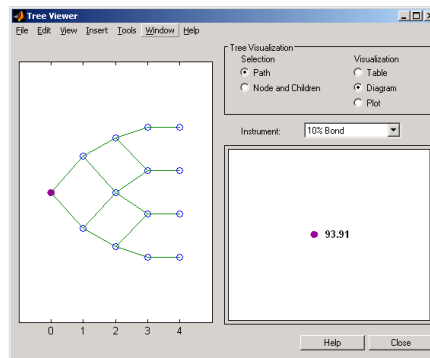 Tree Viewer
File Edit View Insert Tools Window Help
Tree Visualization
Selection
Visualization
Path
Table
Node and Children
Diagram
Plot
Instrument:
10% Bond
93.91
0 1 2 3 4
Help
Close